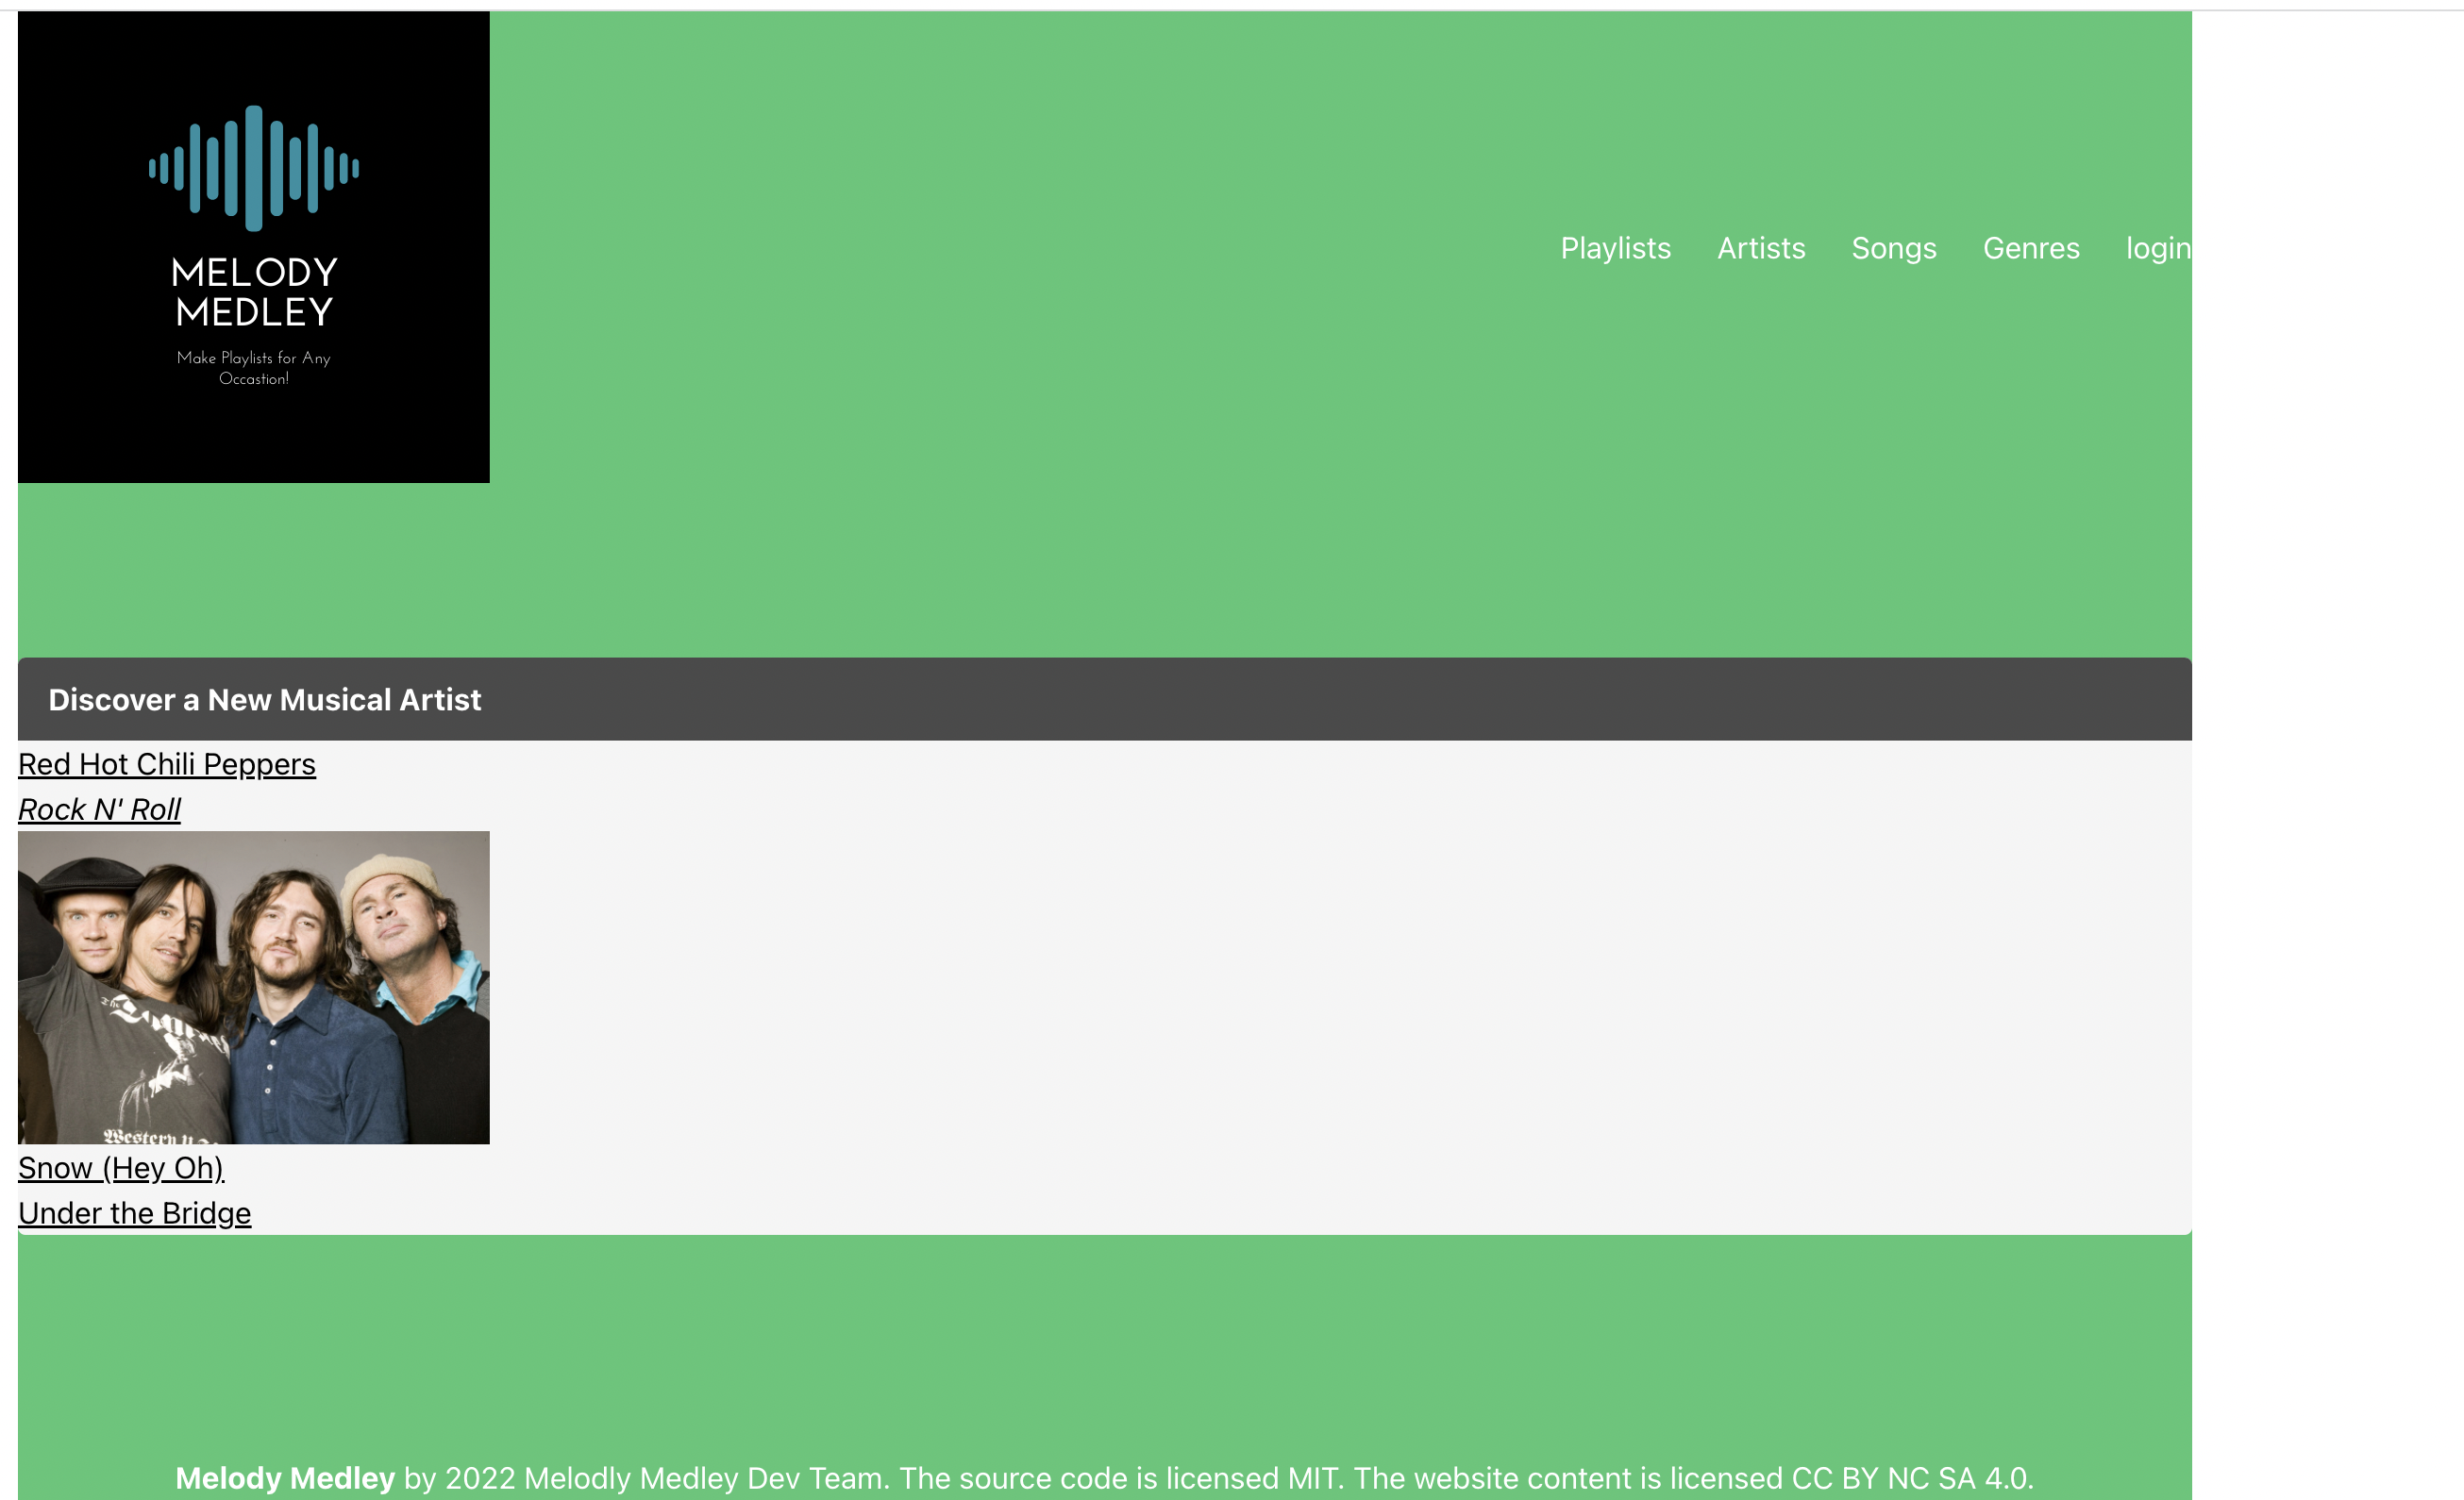 MELODY
MEDLEY
Make Playlists for Any
Occastion!
Playlists Artists Songs Genres login
Discover a New Musical Artist
Red Hot Chili Peppers
Rock N' Roll
The
Snow (Hey Oh)
Under the Bridge
Melody Medley by 2022 Melodly Medley Dev Team. The source code is licensed MIT. The website content is licensed CC BY NC SA 4.0.